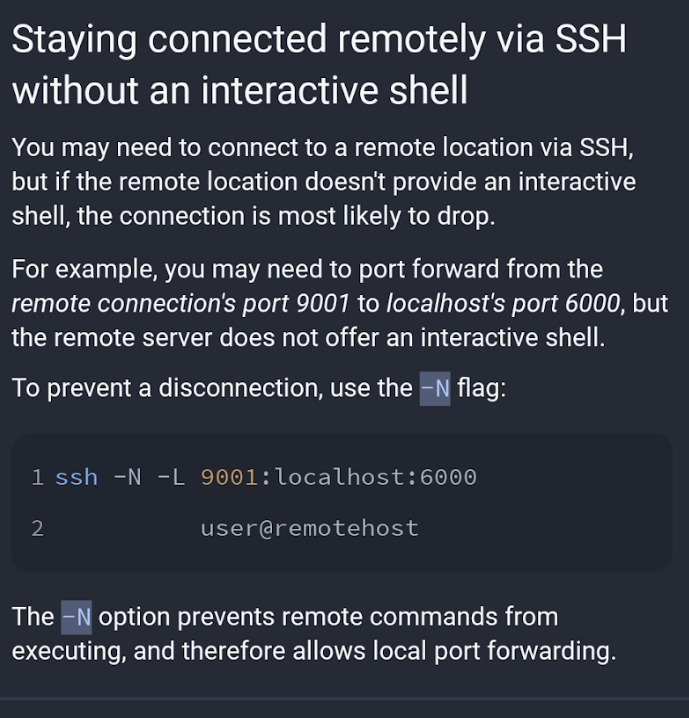 Staying connected remotely via SSH
without an interactive shell
You may need to connect to a remote location via SSH,
but if the remote location doesn't provide an interactive
shell, the connection is most likely to drop.
For example, you may need to port forward from the
remote connection's port 9001 to localhost's port 6000, but
the remote server does not offer an interactive shell.
To prevent a disconnection, use the -N flag:
1 ssh -N -L 9001:localhost:6000
2 user@remotehost
The -N option prevents remote commands from
executing, and therefore allows local port forwarding.